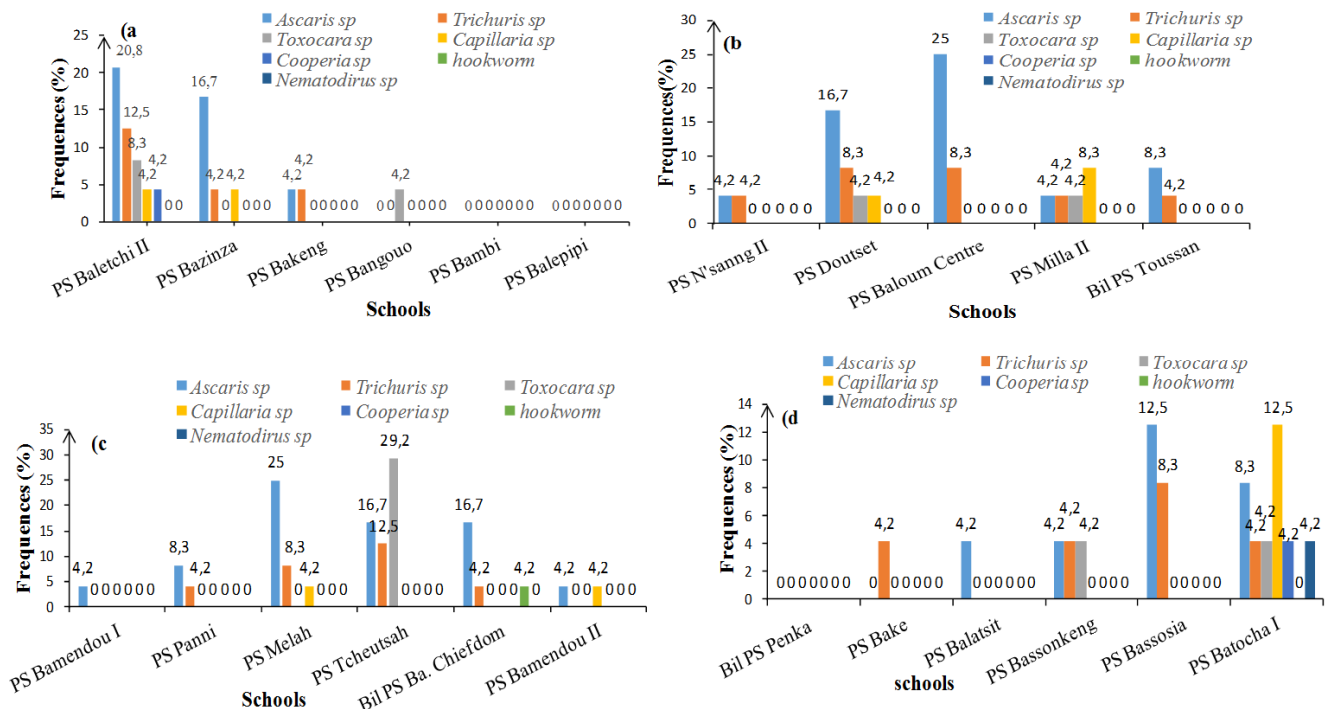 (a
Ascaris sp Trichuris sp
Toxocara sp Capillaria sp
Cooperia sp hookworm
Nematodirus sp
Frequences (%)
25
20
15
10
5
0
20,8 12,5 8,3 4,2 4,2 0 0
16,7 4,2 0 4,2 0 0 0
4,2 4,2 0 0 0 0 0
0 0 4,2 0 0 0 0
0 0 0 0 0 0 0
0 0 0 0 0 0 0
PS Baletchi II
PS Bazinza
PS Bakeng
PS Bangouo
PS Bambi
PS Balepipi
Schools
(b
Ascaris sp Trichuris sp
Toxocara sp Capillaria sp
Cooperia sp hookworm
Nematodirus sp
Frequences(%)
30
25
20
15
10
5
0
4,2 4,2 0 0 0 0 0
16,7 8,3 4,2 4,2 0 0 0
25 8,3 0 0 0 0 0
4,2 4,2 4,2 8,3 0 0 0
8,3 4,2 0 0 0 0 0
PS N'sanng II
PS Doutset
PS Baloum Centre
PS Milla II
Bil PS Toussan
Schools
(c
Ascaris sp Trichuris sp Toxocara sp
Capillaria sp Cooperia sp hookworm
Nematodirus sp
Frequences (%)
35
30
25
20
15
10
5
0
4,2 0 0 0 0 0 0
8,3 4,2 0 0 0 0 0
25 8,3 0 4,2 0 0 0
16,7 12,5 29,2 0 0 0 0
16,7 4,2 0 0 0 4,2 0
4,2 0 0 4,2 0 0 0
PS Bamendou I
PS Panni
PS Melah
PS Tcheutsah
Bil PS Ba. Chiefdom
PS Bamendou II
Schools
(d
Ascaris sp Trichuris sp Toxocara sp
Capillaria sp Cooperia sp hookworm
Nematodirus sp
Frequences (%)
14
12
10
8
6
4
2
0
0 0 0 0 0 0 0
0 4,2 0 0 0 0 0
4,2 0 0 0 0 0 0
4,2 4,2 4,2 0 0 0 0
12,5 8,3 0 0 0 0 0
8,3 4,2 4,2 12,5 4,2 0 4,2
Bil PS Penka
PS Bake
PS Balatsit
PS Bassonkeng
PS Bassosia
PS Batocha I
schools